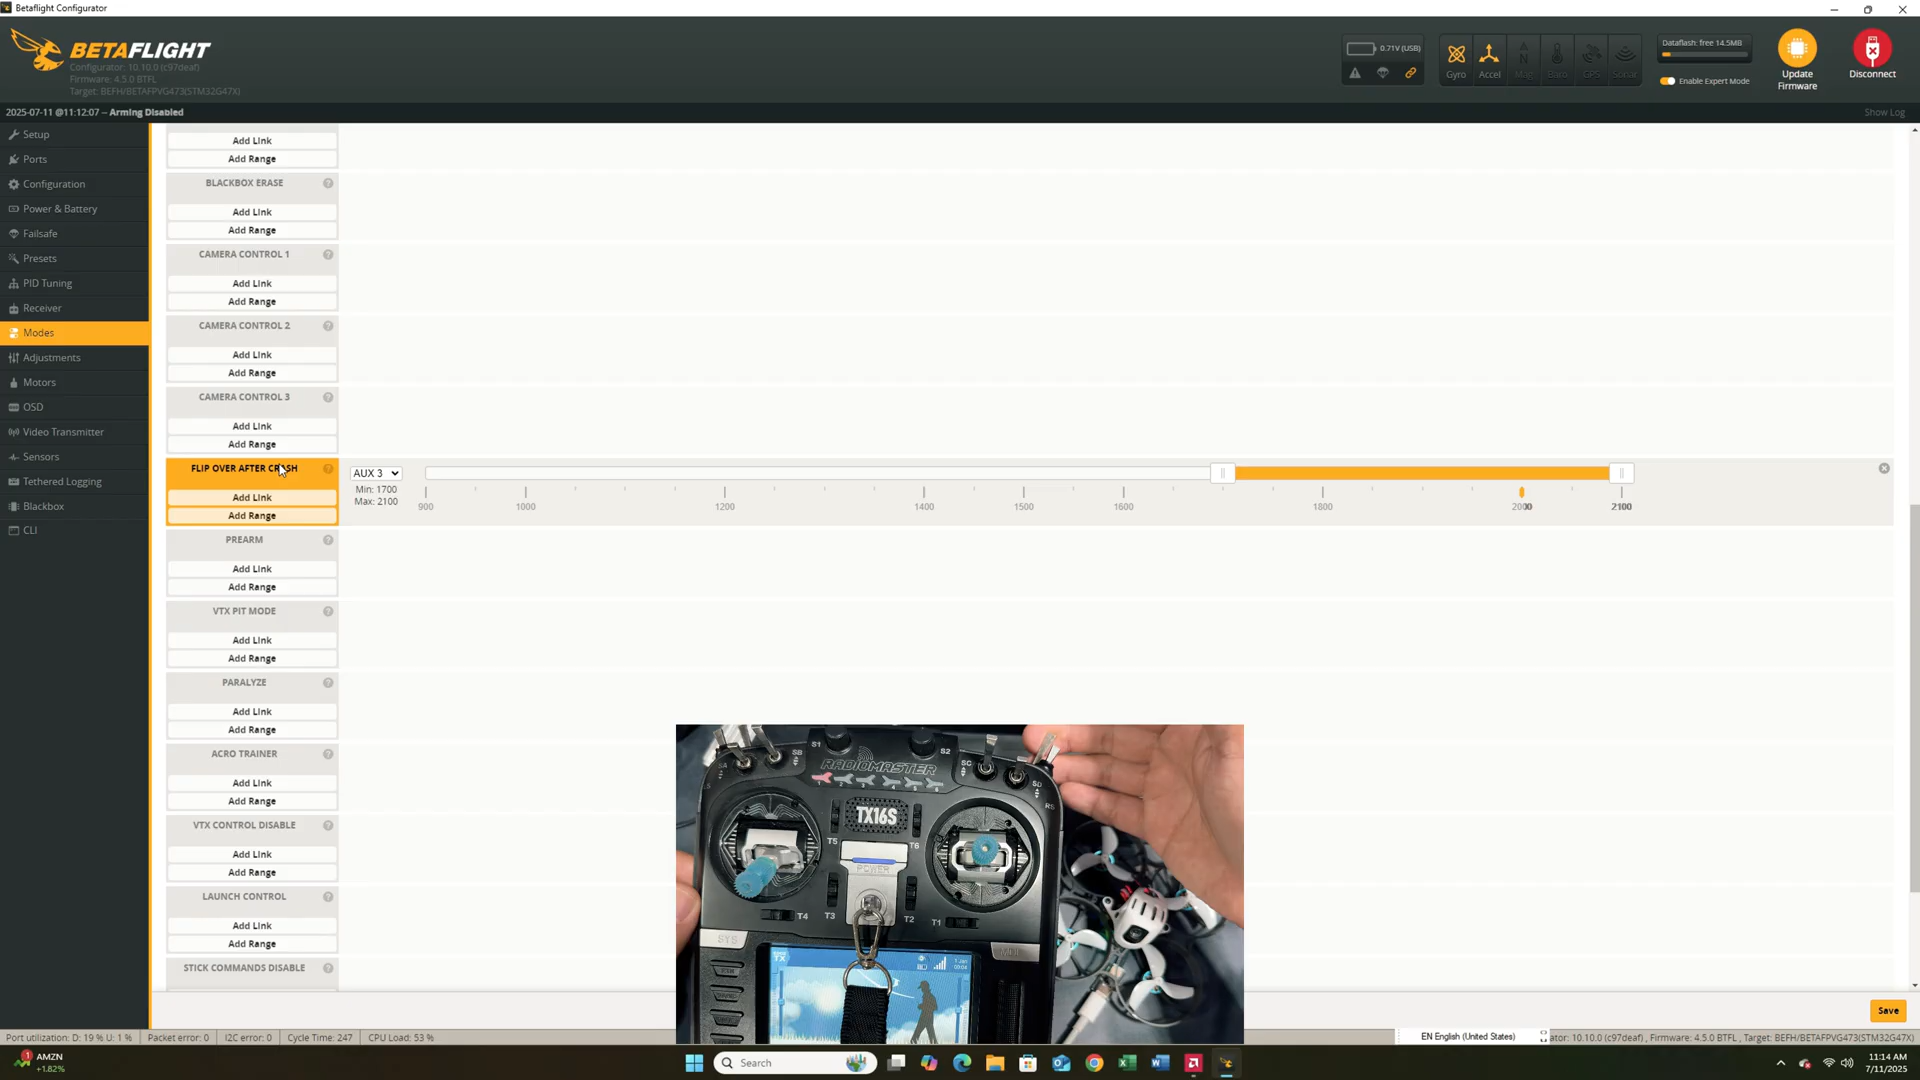 Betaflight Configurator
BETAFLIGHT
Configurator: 10.10.0 (c97deaf)
Firmware: 4.5.0 BTFL
Target: BEFH/BETAFPVG473(STM32G47X)
0.71V (USB)
Gyro
Accel
Mag
Baro
GPS
Sonar
Dataflash: free 14.5MB
Enable Expert Mode
Update
Firmware
Disconnect
2025-07-11 @11:12:07 -- Arming Disabled
Show Log
Setup
Ports
Configuration
Power & Battery
Failsafe
Presets
PID Tuning
Receiver
Modes
Adjustments
Motors
OSD
Video Transmitter
Sensors
Tethered Logging
Blackbox
CLI
Add Link
Add Range
BLACKBOX ERASE
Add Link
Add Range
CAMERA CONTROL 1
Add Link
Add Range
CAMERA CONTROL 2
Add Link
Add Range
CAMERA CONTROL 3
Add Link
Add Range
FLIP OVER AFTER CRASH
Add Link
Add Range
AUX 3
Min: 1700
Max: 2100
900 1000 1200 1400 1500 1600 1800 2000 2100
PREARM
Add Link
Add Range
VTX PIT MODE
Add Link
Add Range
PARALYZE
Add Link
Add Range
ACRO TRAINER
Add Link
Add Range
VTX CONTROL DISABLE
Add Link
Add Range
LAUNCH CONTROL
Add Link
Add Range
STICK COMMANDS DISABLE
SA
SB
S1
S2
SC
SD
RS
RADIOMASTER
1 2 3 4 5 6
TX16S
T5
T6
POWER
T4
T3
T2
T1
SYS
TX
1 Jan
Save
Port utilization: D: 19 % U: 1 %
Packet error: 0
I2C error: 0
Cycle Time: 247
CPU Load: 53 %
EN English (United States)
ator: 10.10.0 (c97deaf) , Firmware: 4.5.0 BTFL , Target: BEFH/BETAFPVG473(STM32G47X)
1
AMZN
+1.82%
Search
11:14 AM
7/11/2025